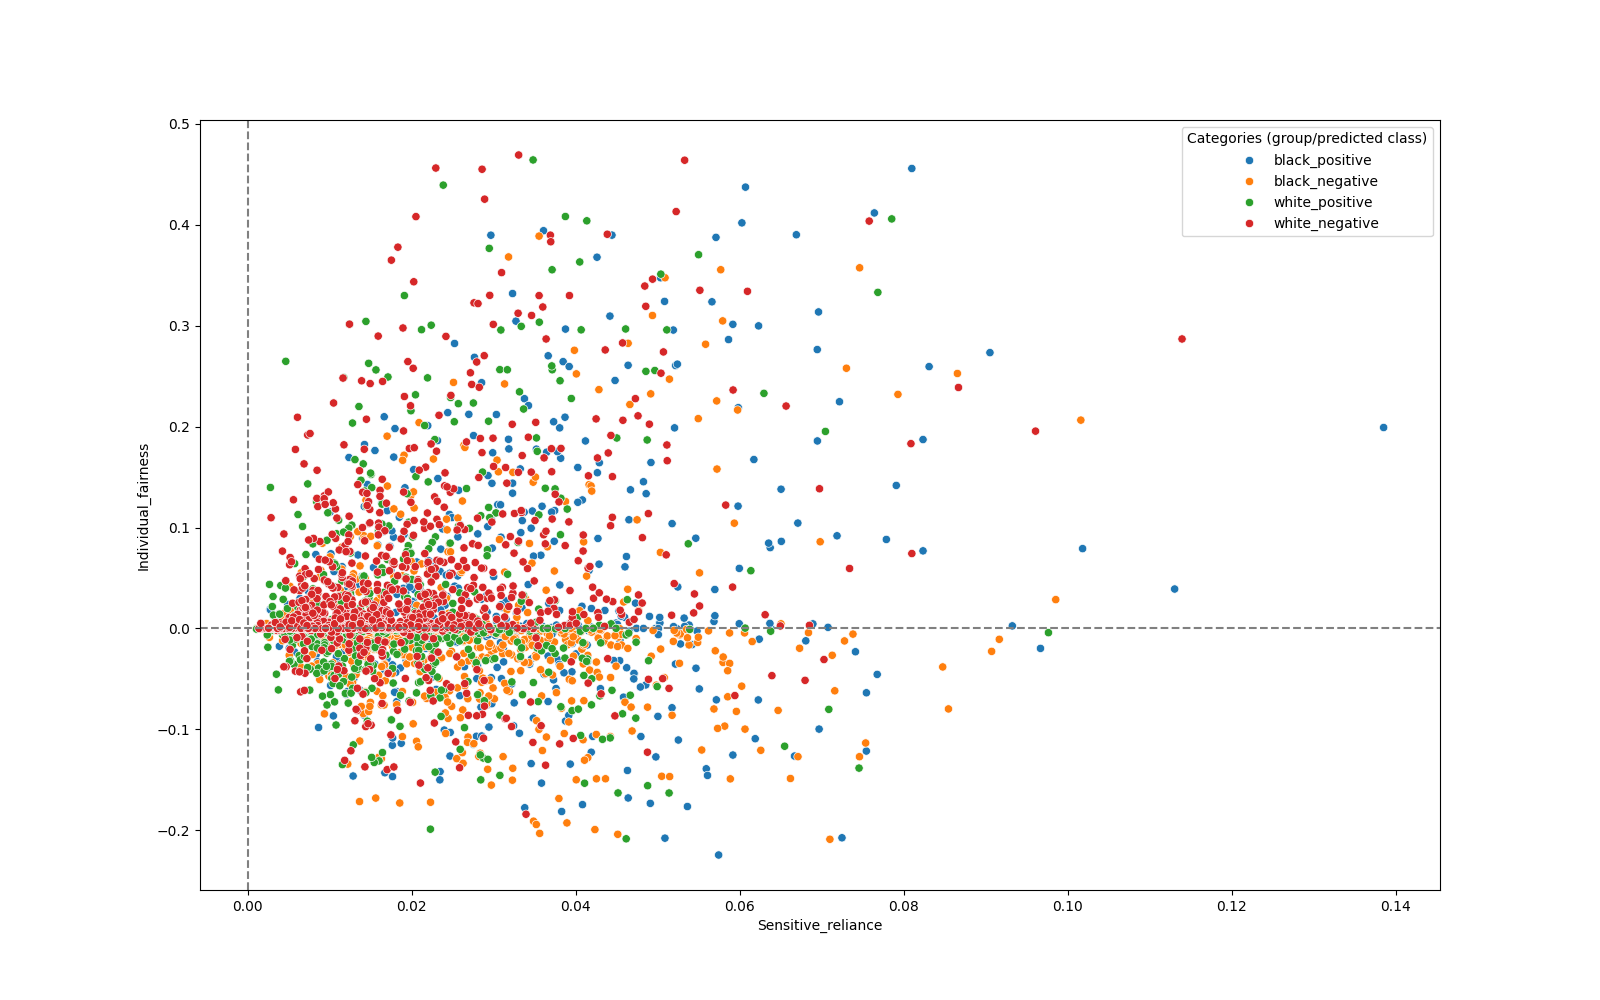 Categories (group/predicted class)
black_positive
black_negative
white_positive
white_negative
0.5
0.4
0.3
0.2
0.1
0.0
−0.1
−0.2
Individual_fairness
0.00
0.02
0.04
0.06
0.08
0.10
0.12
0.14
Sensitive_reliance